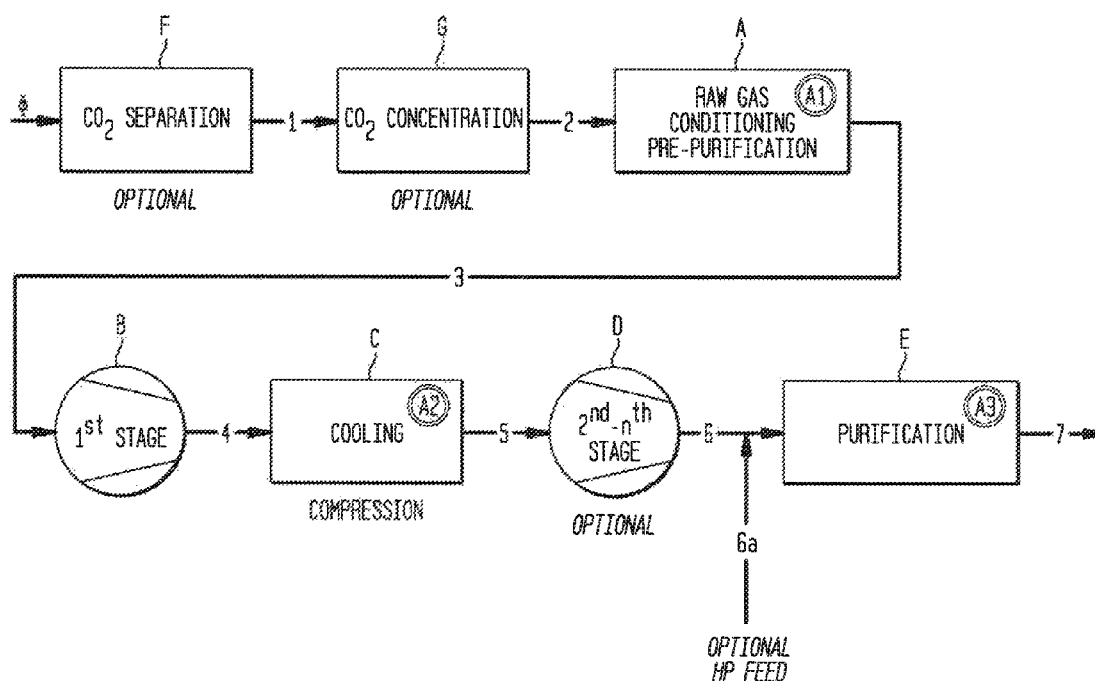 F
G
A
CO2 SEPARATION
1
CO2 CONCENTRATION
2
RAW GAS
CONDITIONING
PRE-PURIFICATION
A1
OPTIONAL
OPTIONAL
3
B
C
D
E
1st STAGE
4
COOLING
A2
5
2nd-nth
STAGE
6
PURIFICATION
A3
7
COMPRESSION
OPTIONAL
6a
OPTIONAL
HP FEED